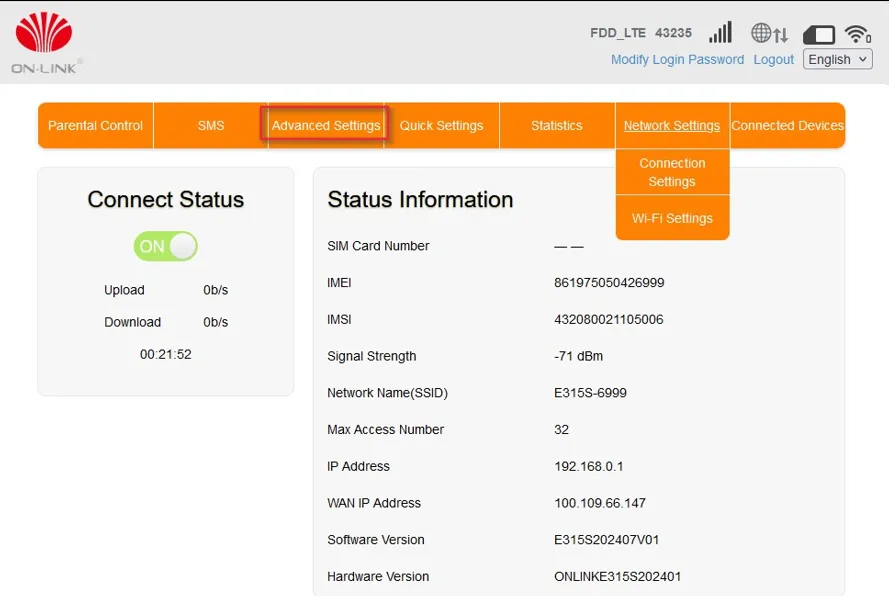 FDD_LTE 43235
ON-LINK®
Modify Login Password Logout English
Parental Control SMS Advanced Settings Quick Settings Statistics Network Settings Connected Devices
Connection
Settings
Wi-Fi Settings
Connect Status
ON
Upload 0b/s
Download 0b/s
00:21:52
Status Information
SIM Card Number — —
IMEI 861975050426999
IMSI 432080021105006
Signal Strength -71 dBm
Network Name(SSID) E315S-6999
Max Access Number 32
IP Address 192.168.0.1
WAN IP Address 100.109.66.147
Software Version E315S202407V01
Hardware Version ONLINKE315S202401
0